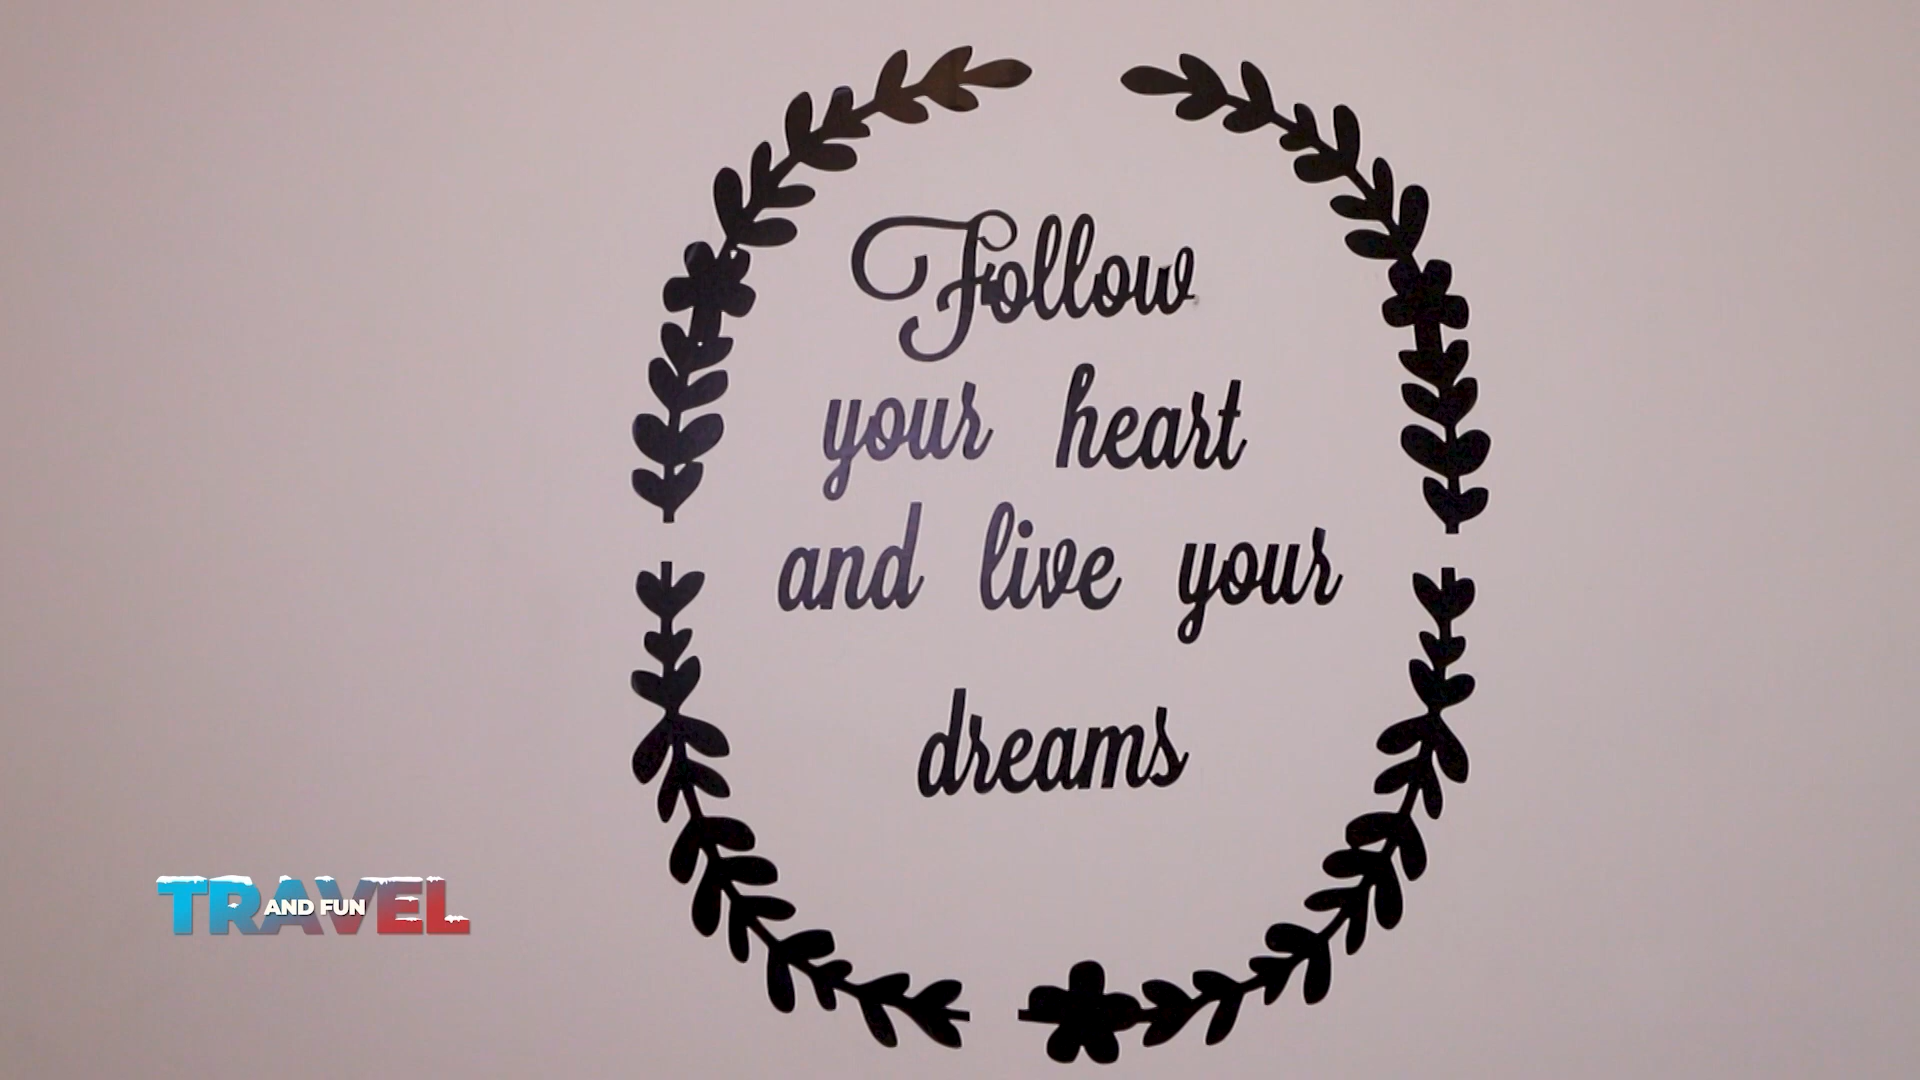 Follow
your heart
and live your
dreams
TRAVEL
AND FUN